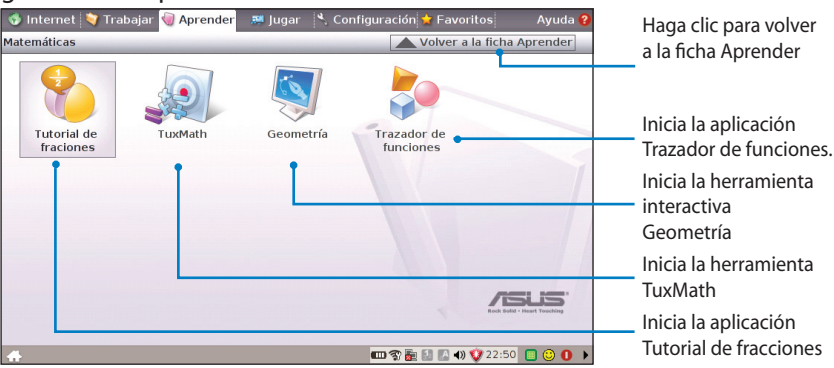 Internet Trabajar Aprender Jugar Configuración Favoritos Ayuda ?
Matemáticas Volver a la ficha Aprender
1
2
Tutorial de
fraciones
TuxMath
Geometría
Trazador de
funciones
ASUS
Rock Solid · Heart Touching
22:50
Haga clic para volver
a la ficha Aprender
Inicia la aplicación
Trazador de funciones.
Inicia la herramienta
interactiva
Geometría
Inicia la herramienta
TuxMath
Inicia la aplicación
Tutorial de fracciones